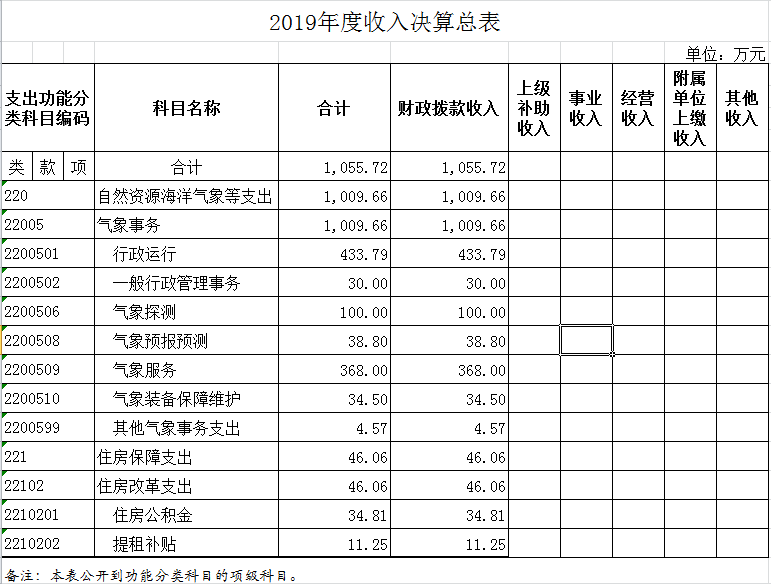 2019年度收入决算总表
单位：万元
支出功能分类科目编码 科目名称 合计 财政拨款收入 上级补助收入 事业收入 经营收入 附属单位上缴收入 其他收入
类 款 项 合计 1,055.72 1,055.72
220 自然资源海洋气象等支出 1,009.66 1,009.66
22005 气象事务 1,009.66 1,009.66
2200501 行政运行 433.79 433.79
2200502 一般行政管理事务 30.00 30.00
2200506 气象探测 100.00 100.00
2200508 气象预报预测 38.80 38.80
2200509 气象服务 368.00 368.00
2200510 气象装备保障维护 34.50 34.50
2200599 其他气象事务支出 4.57 4.57
221 住房保障支出 46.06 46.06
22102 住房改革支出 46.06 46.06
2210201 住房公积金 34.81 34.81
2210202 提租补贴 11.25 11.25
备注：本表公开到功能分类科目的项级科目。